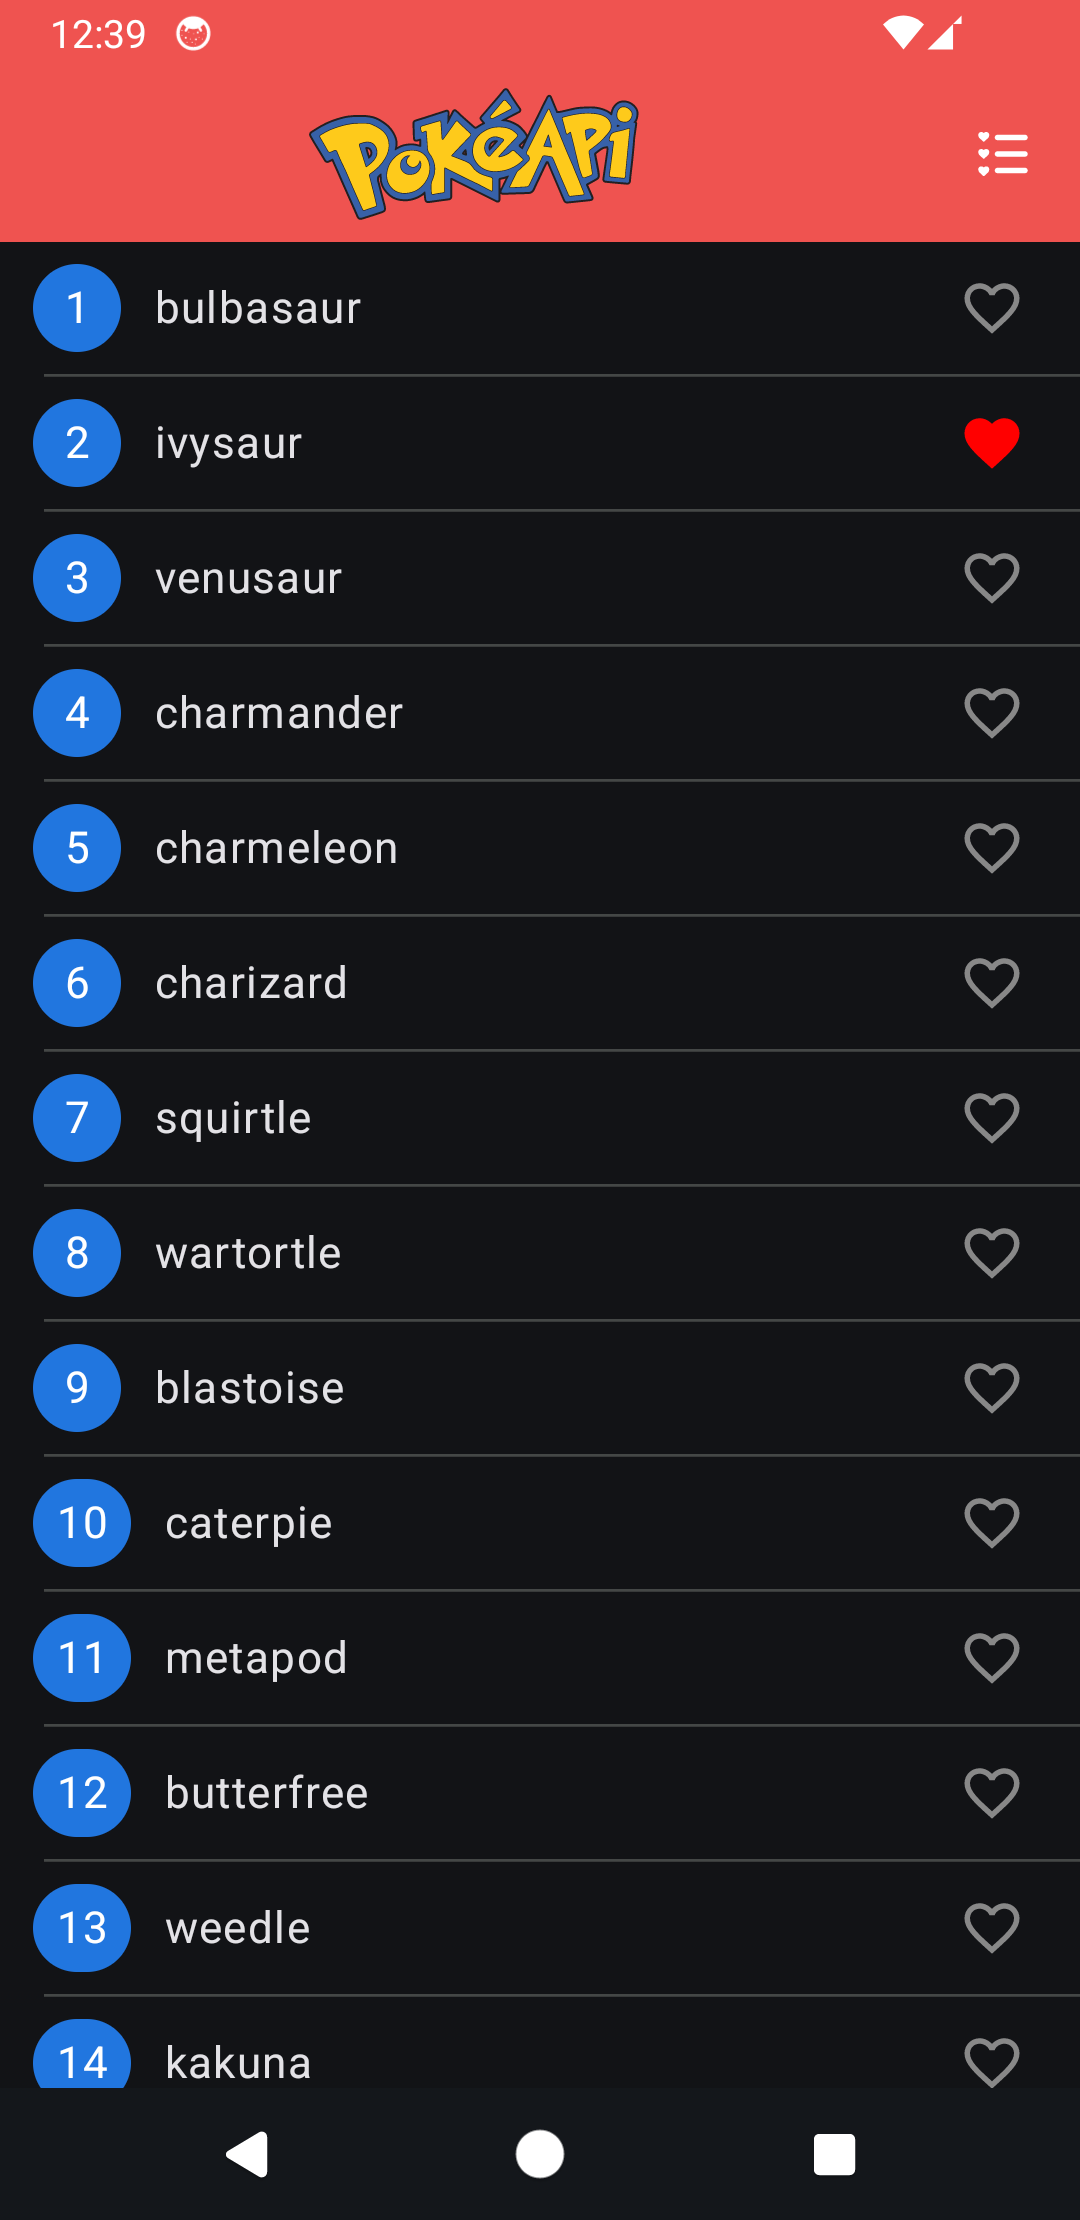 12:39
PokéAPi
1 bulbasaur
2 ivysaur
3 venusaur
4 charmander
5 charmeleon
6 charizard
7 squirtle
8 wartortle
9 blastoise
10 caterpie
11 metapod
12 butterfree
13 weedle
14 kakuna